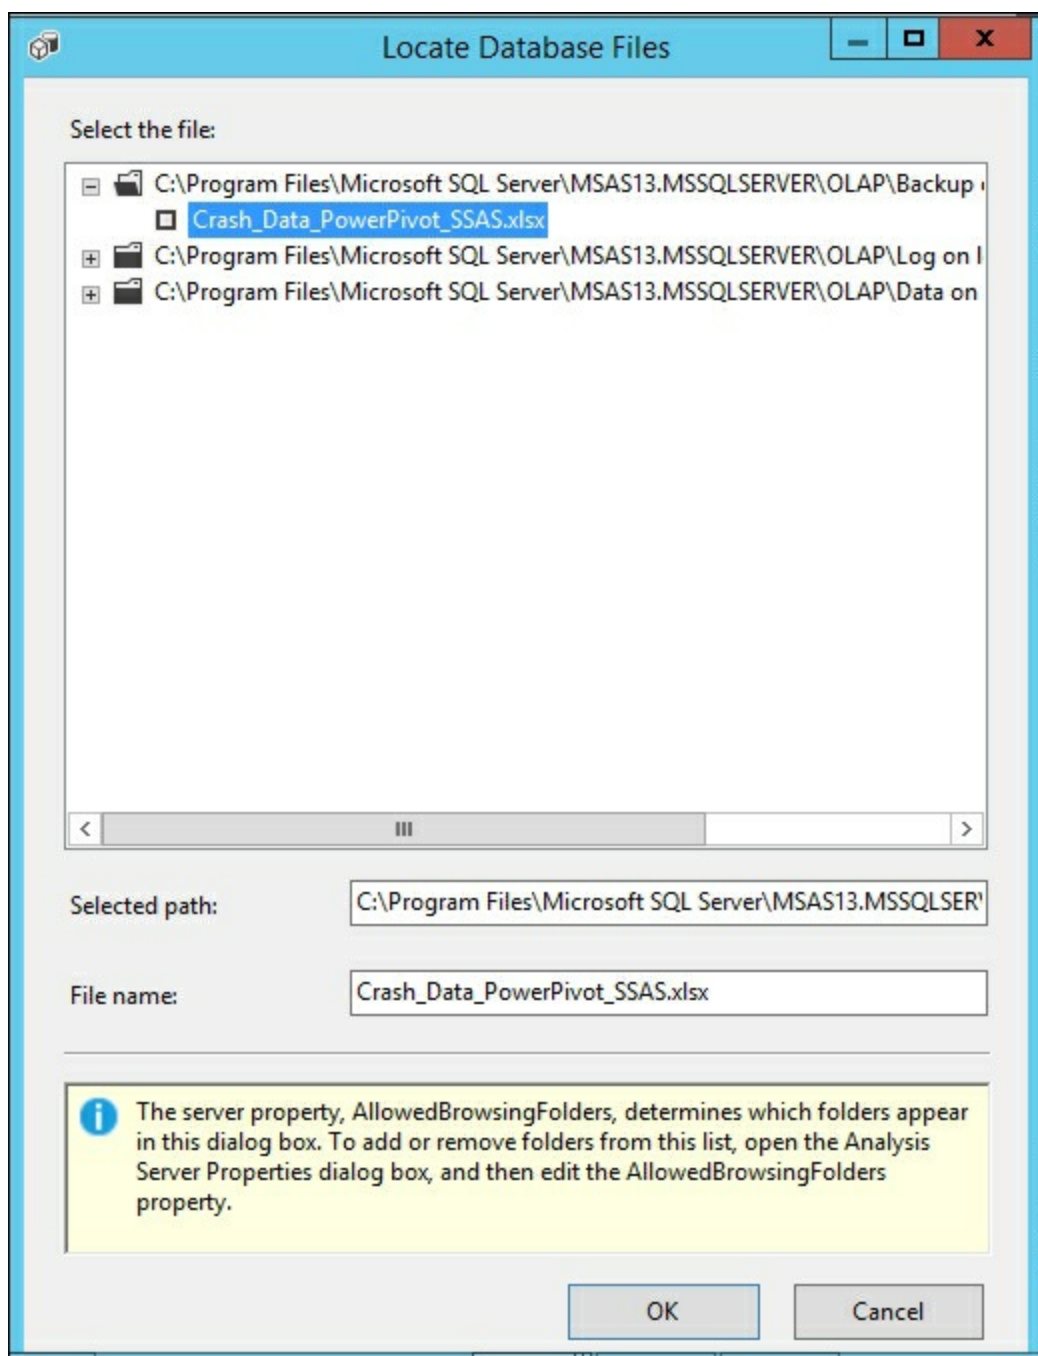 Locate Database Files
Select the file:
C:\Program Files\Microsoft SQL Server\MSAS13.MSSQLSERVER\OLAP\Backup
Crash_Data_PowerPivot_SSAS.xlsx
C:\Program Files\Microsoft SQL Server\MSAS13.MSSQLSERVER\OLAP\Log on
C:\Program Files\Microsoft SQL Server\MSAS13.MSSQLSERVER\OLAP\Data on
Selected path: C:\Program Files\Microsoft SQL Server\MSAS13.MSSQLSER
File name: Crash_Data_PowerPivot_SSAS.xlsx
The server property, AllowedBrowsingFolders, determines which folders appear
in this dialog box. To add or remove folders from this list, open the Analysis
Server Properties dialog box, and then edit the AllowedBrowsingFolders
property.
OK Cancel